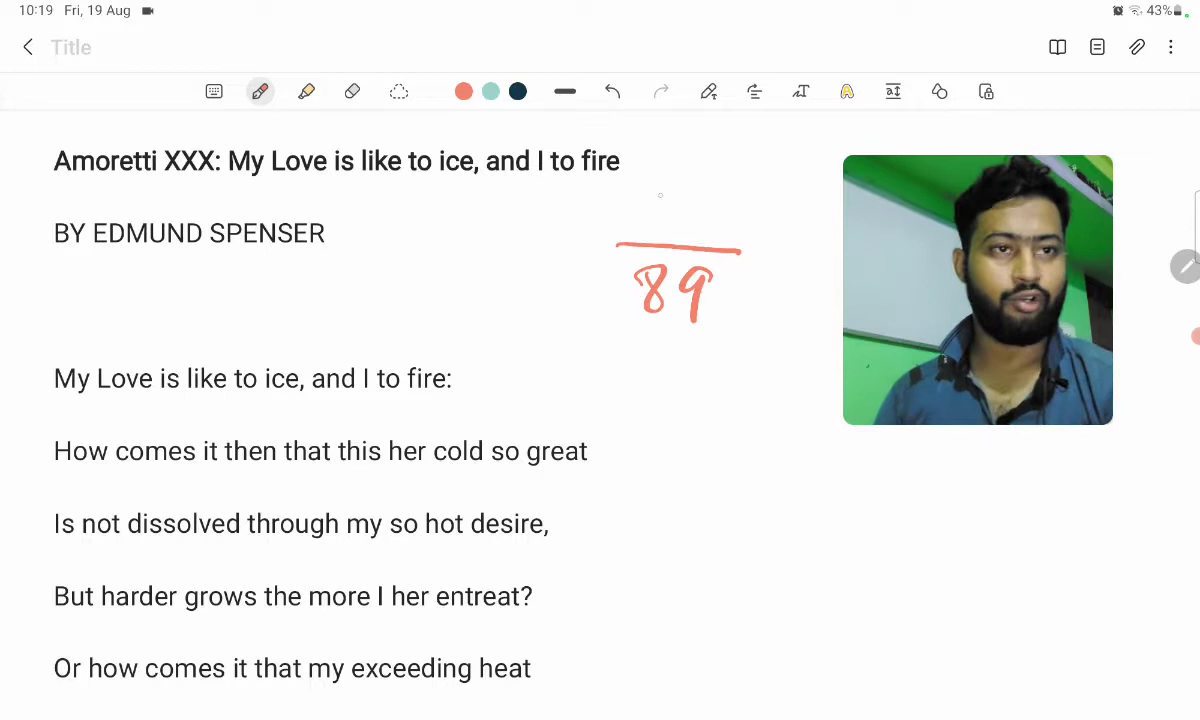 10:19 Fri, 19 Aug 43%
Title
Amoretti XXX: My Love is like to ice, and I to fire
BY EDMUND SPENSER
89
My Love is like to ice, and I to fire:
How comes it then that this her cold so great
Is not dissolved through my so hot desire,
But harder grows the more I her entreat?
Or how comes it that my exceeding heat